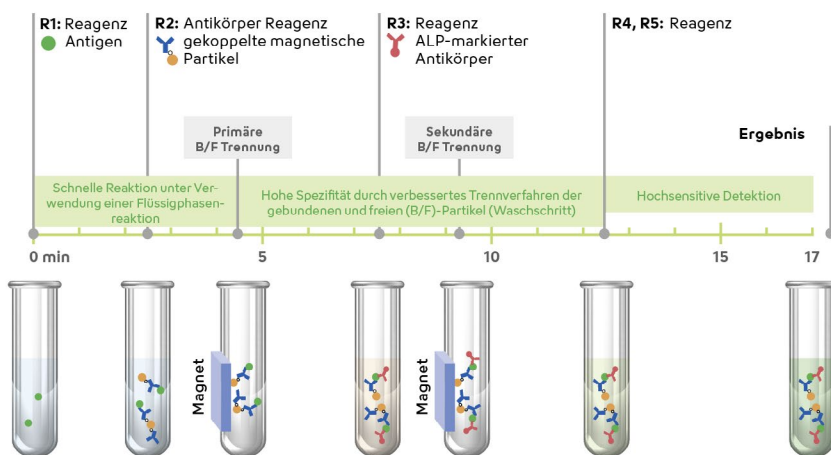 R1: Reagenz
Antigen
R2: Antikörper Reagenz
gekoppelte magnetische
Partikel
R3: Reagenz
ALP-markierter
Antikörper
R4, R5: Reagenz
Primäre
B/F Trennung
Sekundäre
B/F Trennung
Ergebnis
Schnelle Reaktion unter Ver-
wendung einer Flüssigphasen-
reaktion
Hohe Spezifität durch verbessertes Trennverfahren der
gebundenen und freien (B/F)-Partikel (Waschschritt)
Hochsensitive Detektion
0 min
5
10
15
17
Magnet
Magnet